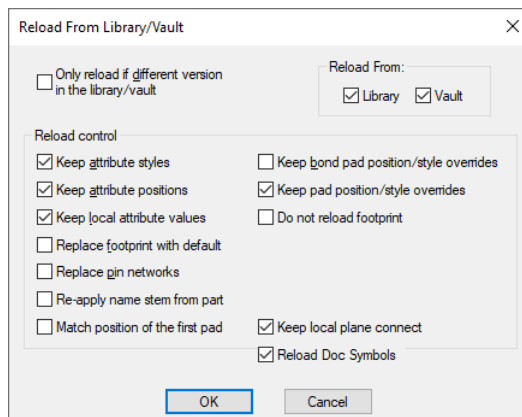 Reload From Library/Vault
Only reload if different version
in the library/vault
Reload From:
Library
Vault
Reload control
Keep attribute styles
Keep bond pad position/style overrides
Keep attribute positions
Keep pad position/style overrides
Keep local attribute values
Do not reload footprint
Replace footprint with default
Replace pin networks
Re-apply name stem from part
Match position of the first pad
Keep local plane connect
Reload Doc Symbols
OK
Cancel